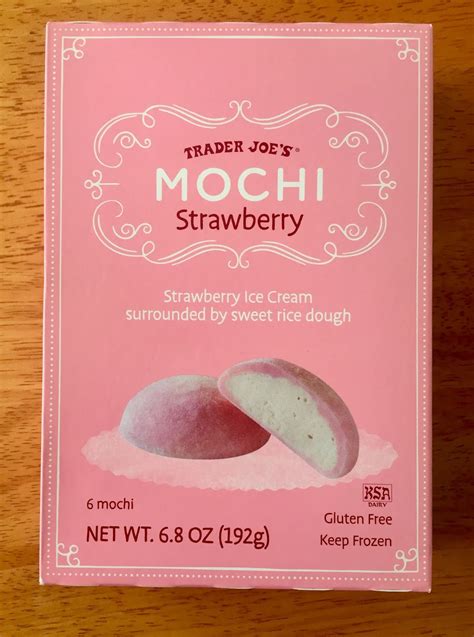 TRADER JOE'S®
MOCHI
Strawberry
Strawberry Ice Cream
surrounded by sweet rice dough
6 mochi
NET WT. 6.8 OZ (192g)
KSA
DAIRY
Gluten Free
Keep Frozen